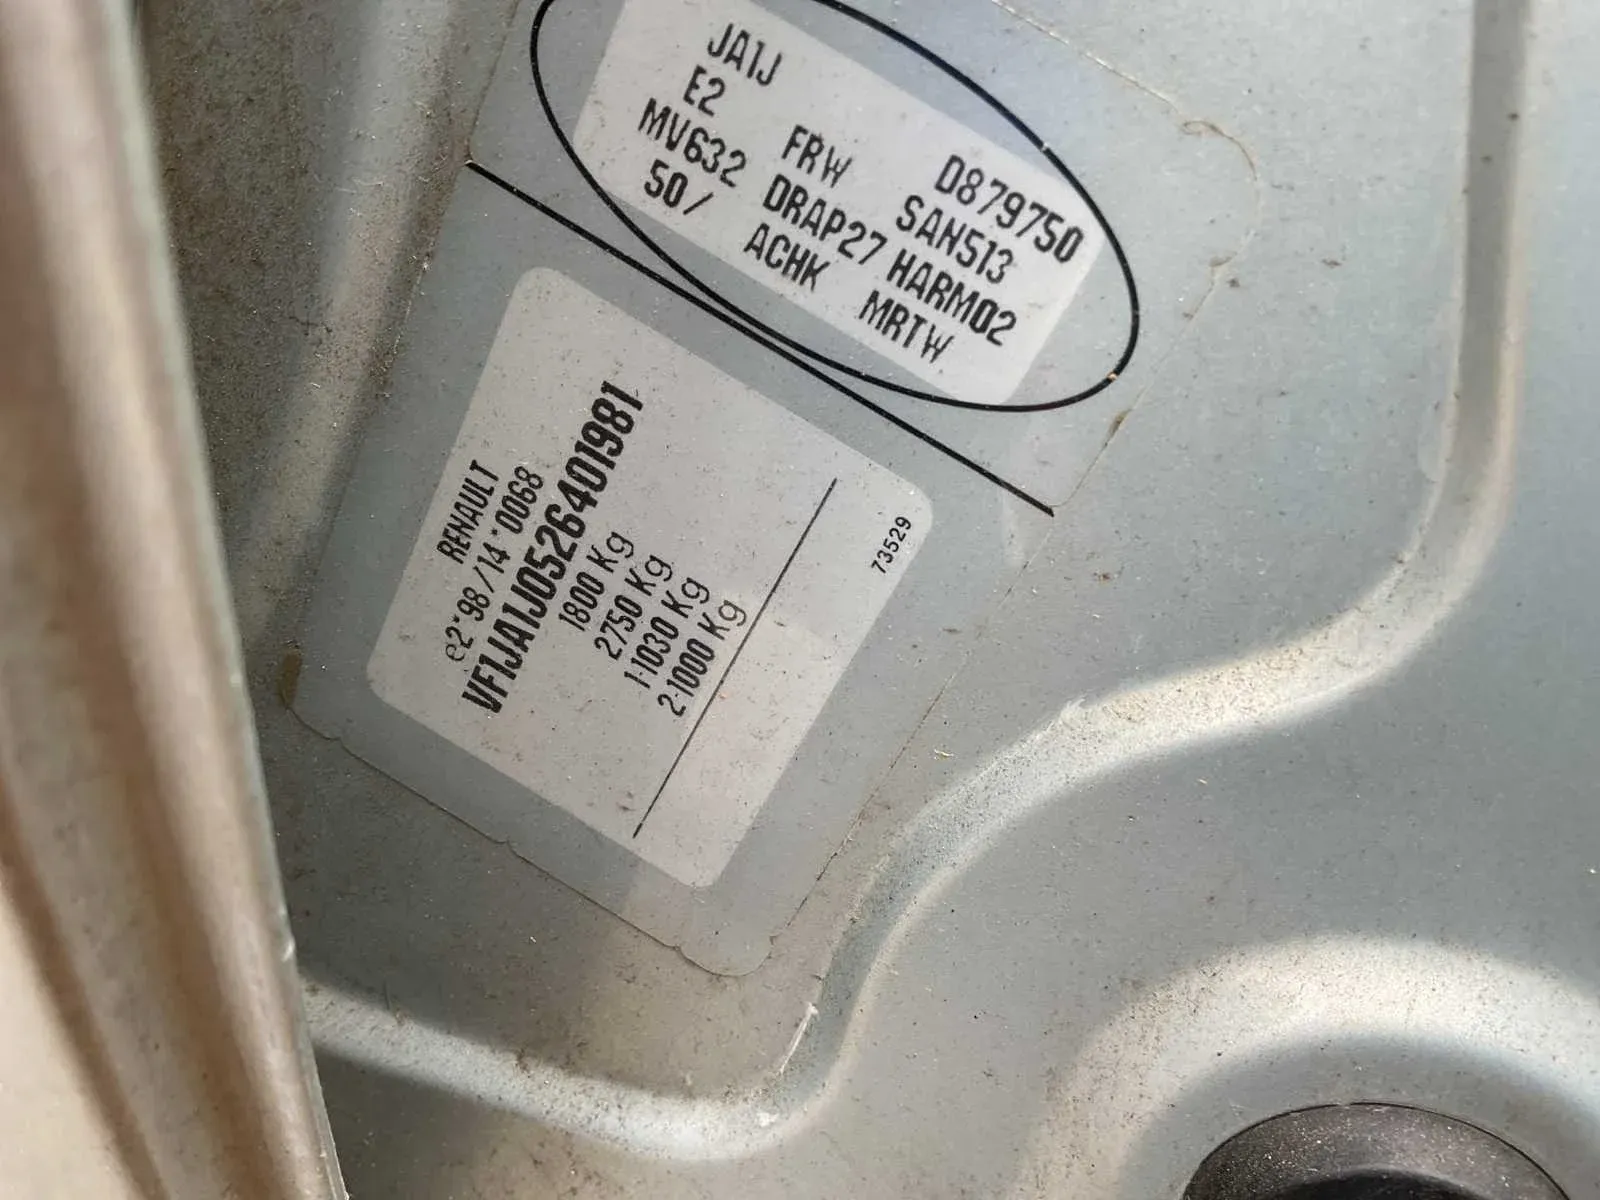 JA1J D879750
E2 FRW SAN513
MV632 DRAP27 HARM02
50/ ACHK MRTW
RENAULT
e2*98/14*0068
VF1JA1J0526401981
1800 Kg
2750 Kg
1-1030 Kg
2-1000 Kg
73529